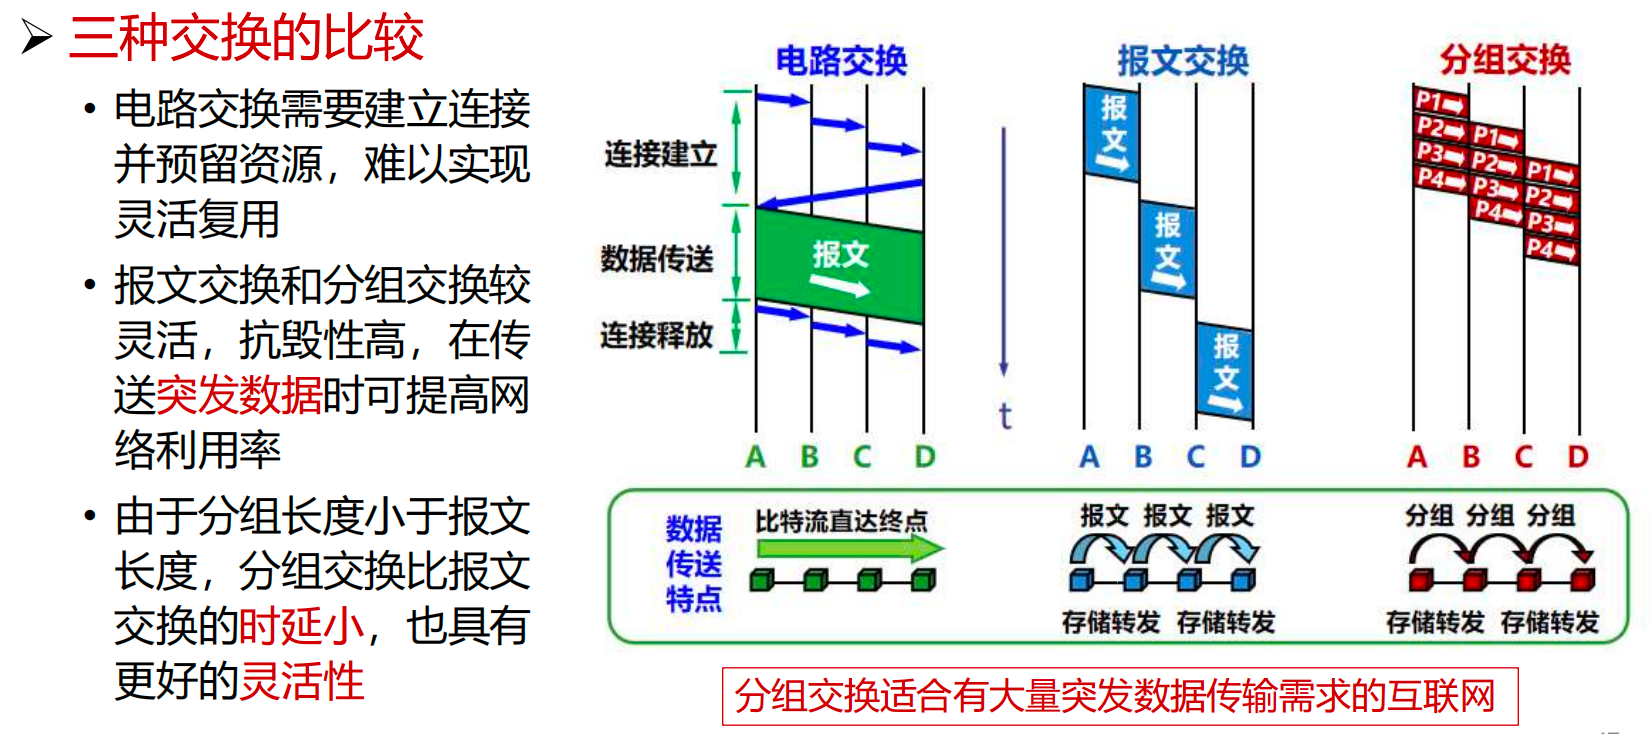 三种交换的比较
• 电路交换需要建立连接
并预留资源，难以实现
灵活复用
• 报文交换和分组交换较
灵活，抗毁性高，在传
送突发数据时可提高网
络利用率
• 由于分组长度小于报文
长度，分组交换比报文
交换的时延小，也具有
更好的灵活性
电路交换
连接建立
数据传送
报文
连接释放
A B C D
t
报文交换
报
文
报
文
报
文
A B C D
分组交换
P1
P2 P1
P3 P2 P1
P4 P3 P2
P4 P3
P4
A B C D
数据
传送
特点
比特流直达终点
报文 报文 报文
存储转发 存储转发
分组 分组 分组
存储转发 存储转发
分组交换适合有大量突发数据传输需求的互联网